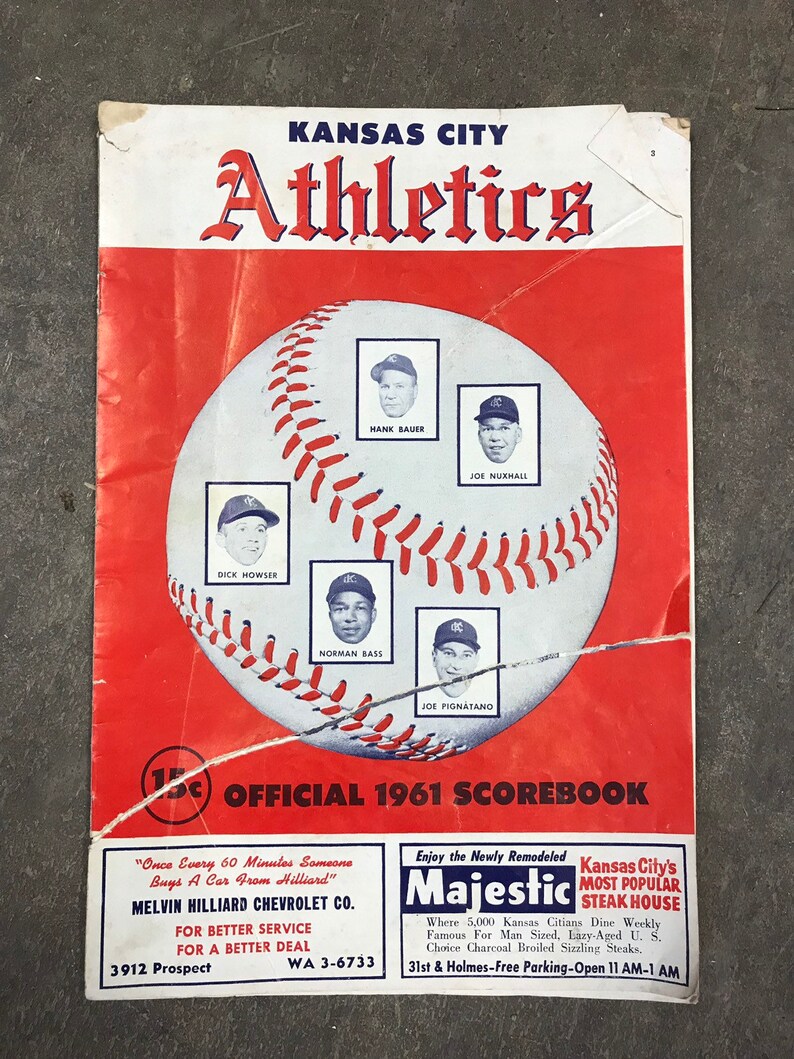 KANSAS CITY
Athletics
3
HANK BAUER
JOE NUXHALL
DICK HOWSER
NORMAN BASS
JOE PIGNATANO
15c OFFICIAL 1961 SCOREBOOK
"Once Every 60 Minutes Someone
Buys A Car From Hilliard"
MELVIN HILLIARD CHEVROLET CO.
FOR BETTER SERVICE
FOR A BETTER DEAL
3912 Prospect WA 3-6733
Enjoy the Newly Remodeled
Majestic
Kansas City's
MOST POPULAR
STEAK HOUSE
Where 5,000 Kansas Citians Dine Weekly
Famous For Man Sized, Lazy-Aged U. S.
Choice Charcoal Broiled Sizzling Steaks.
31st & Holmes-Free Parking-Open 11 AM-1 AM